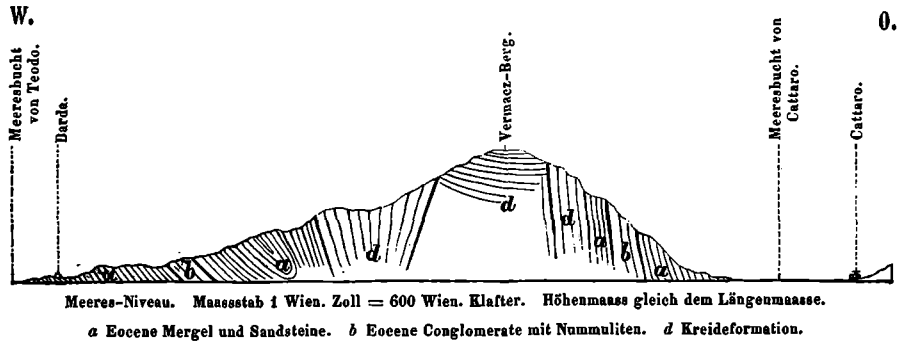 W.
O.
Meeresbucht
von Teodo.
Darda.
Vermacz-Berg.
Meeresbucht von
Cattaro.
Cattaro.
d
d
d
a
b
a
a
b
a
Meeres-Niveau. Maassstab 1 Wien. Zoll = 600 Wien. Klafter. Höhenmaass gleich dem Längenmaasse.
a Eocene Mergel und Sandsteine. b Eocene Conglomerate mit Nummuliten. d Kreideformation.